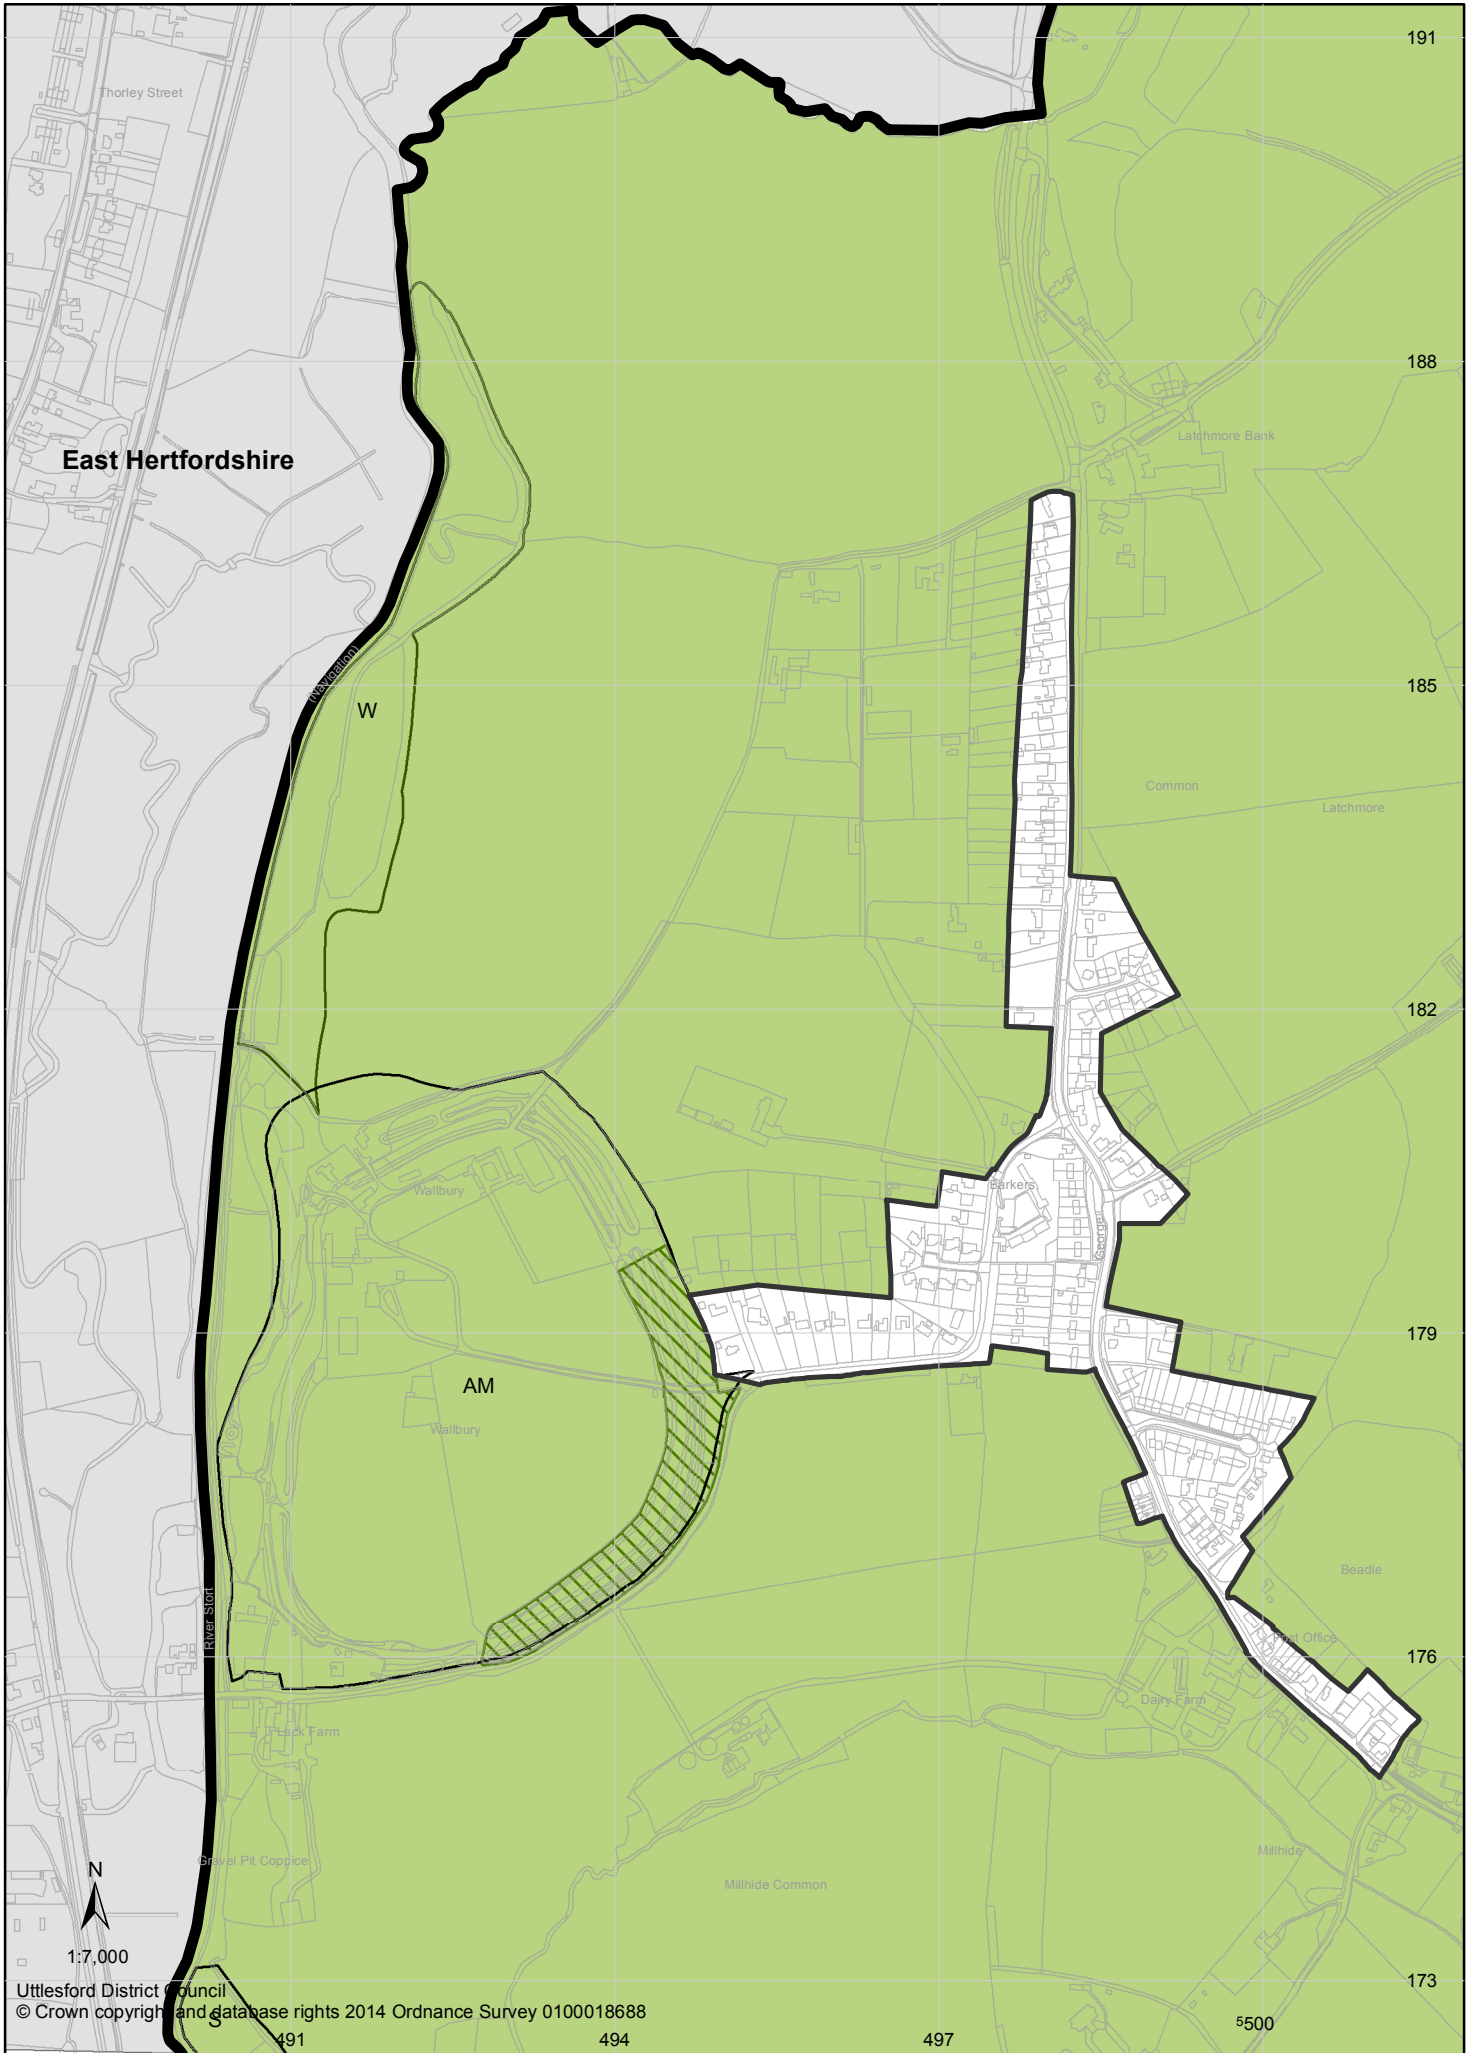 191
Thorley Street
188
Latchmore Bank
East Hertfordshire
(Navigation)
185
W
Common
Latchmore
182
Barkers
Wallbury
George
179
AM
Wallbury
Beadle
River Stort
Post Office
176
Dairy Farm
Lack Farm
Millhide
Gravel Pit Coppice
N
Millhide Common
1:7,000
173
Uttlesford District Council
© Crown copyright and database rights 2014 Ordnance Survey 0100018688
S
5500
491
494
497